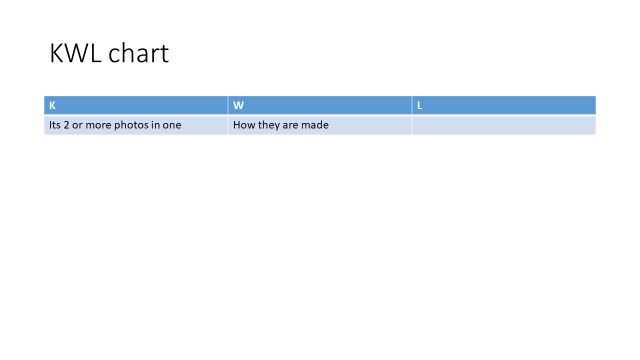 KWL chart
K W L
Its 2 or more photos in one How they are made